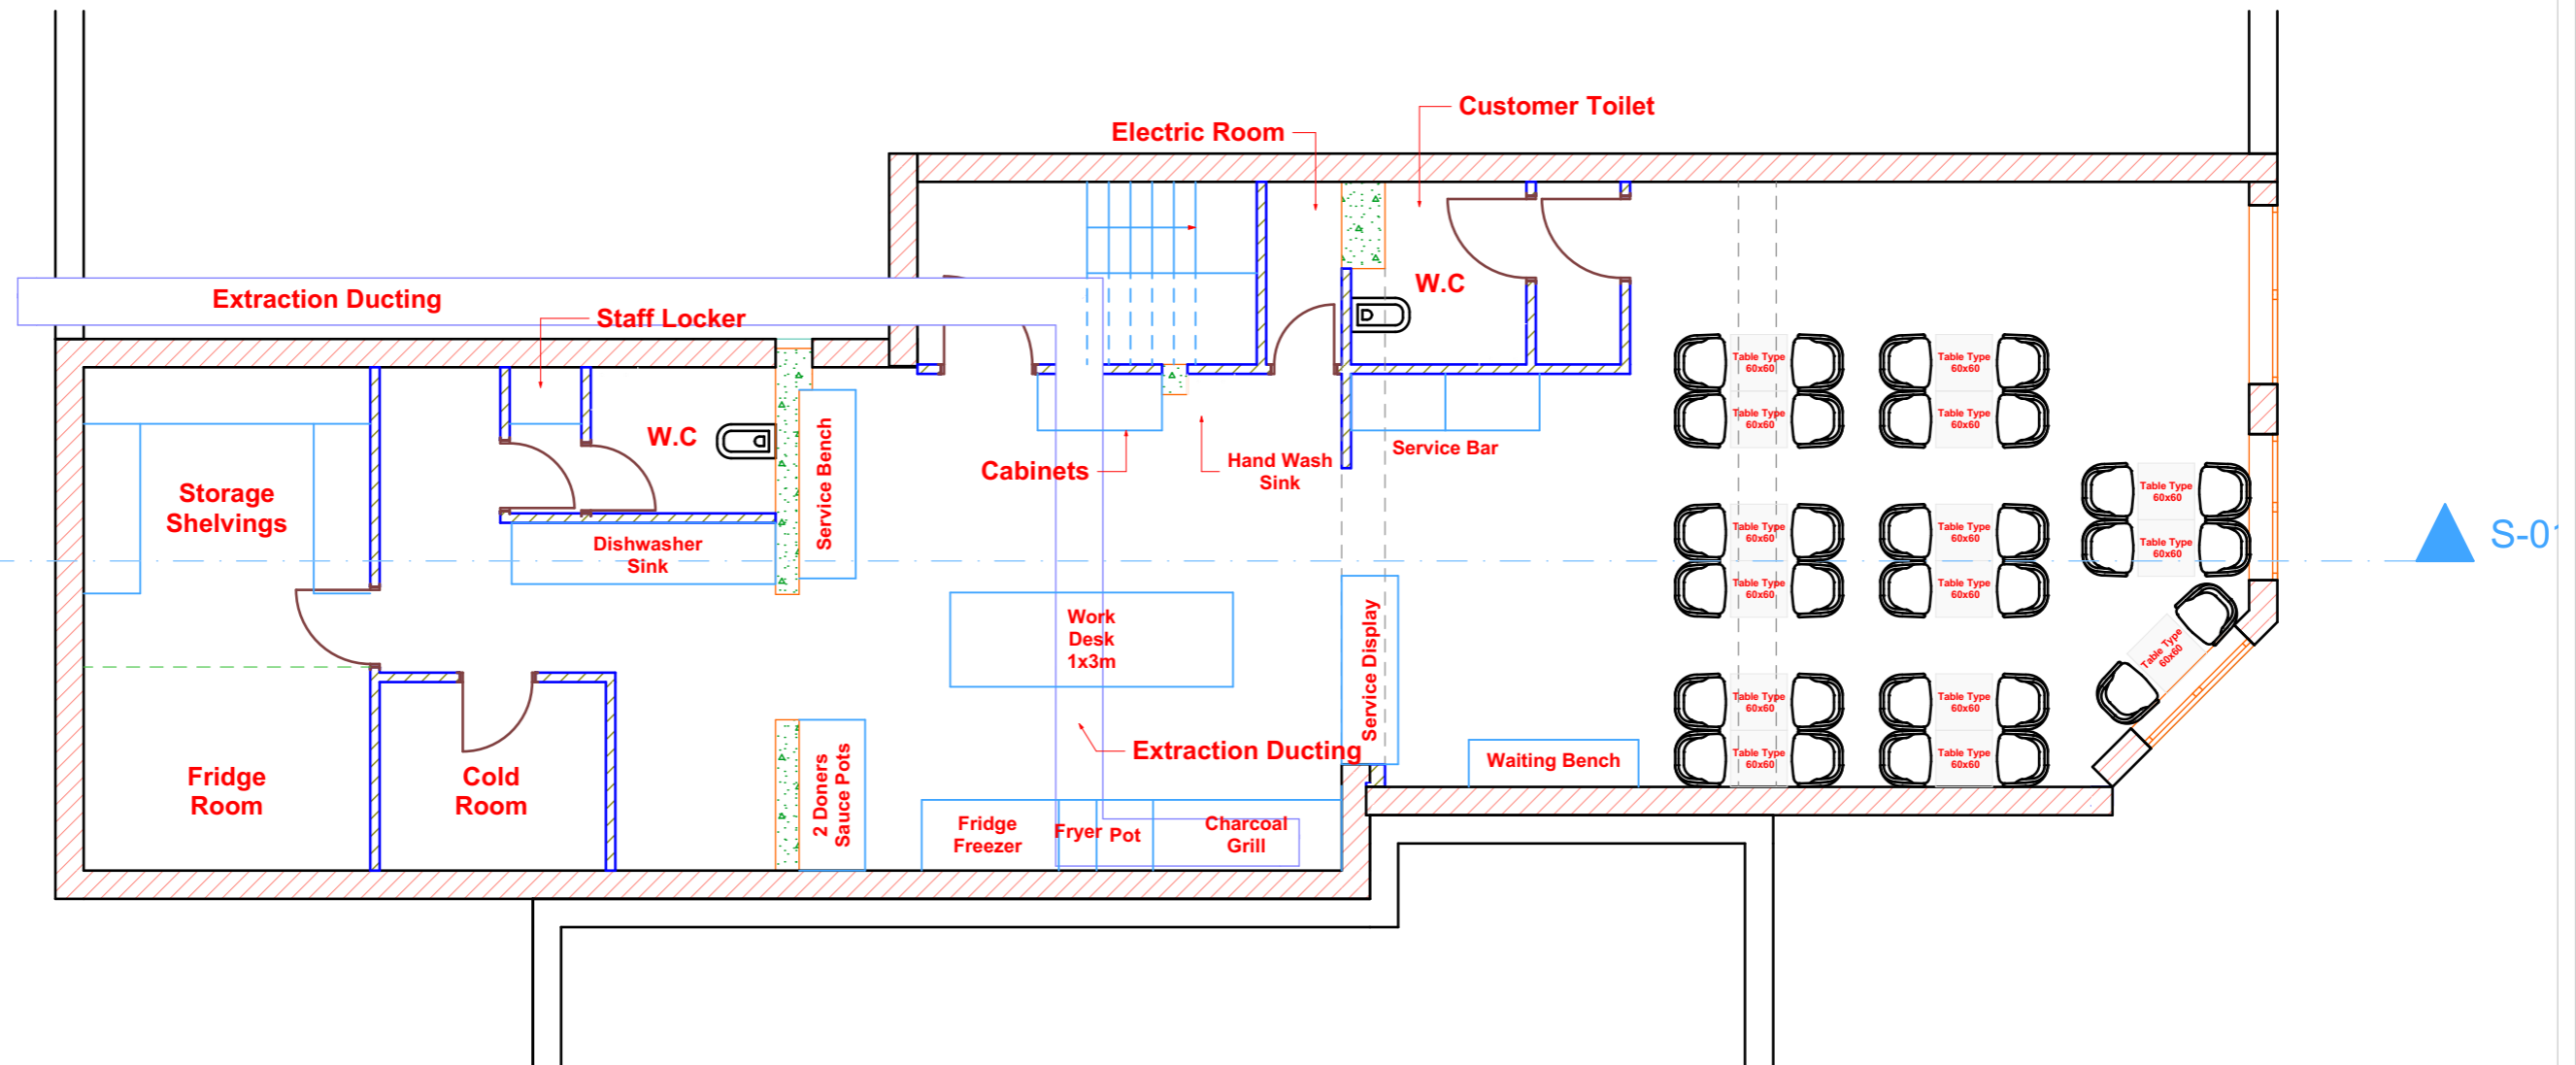 Customer Toilet
Electric Room
W.C
Extraction Ducting
Staff Locker
W.C
Service Bench
Storage
Shelvings
Dishwasher
Sink
Cabinets
Hand Wash
Sink
Service Bar
Work
Desk
1x3m
Service Display
Extraction Ducting
Waiting Bench
Fridge
Room
Cold
Room
2 Doners
Sauce Pots
Fridge
Freezer
Fryer
Pot
Charcoal
Grill
Table Type
60x60
Table Type
60x60
Table Type
60x60
Table Type
60x60
Table Type
60x60
Table Type
60x60
Table Type
60x60
Table Type
60x60
Table Type
60x60
Table Type
60x60
Table Type
60x60
Table Type
60x60
Table Type
60x60
Table Type
60x60
Table Type
60x60
S-01